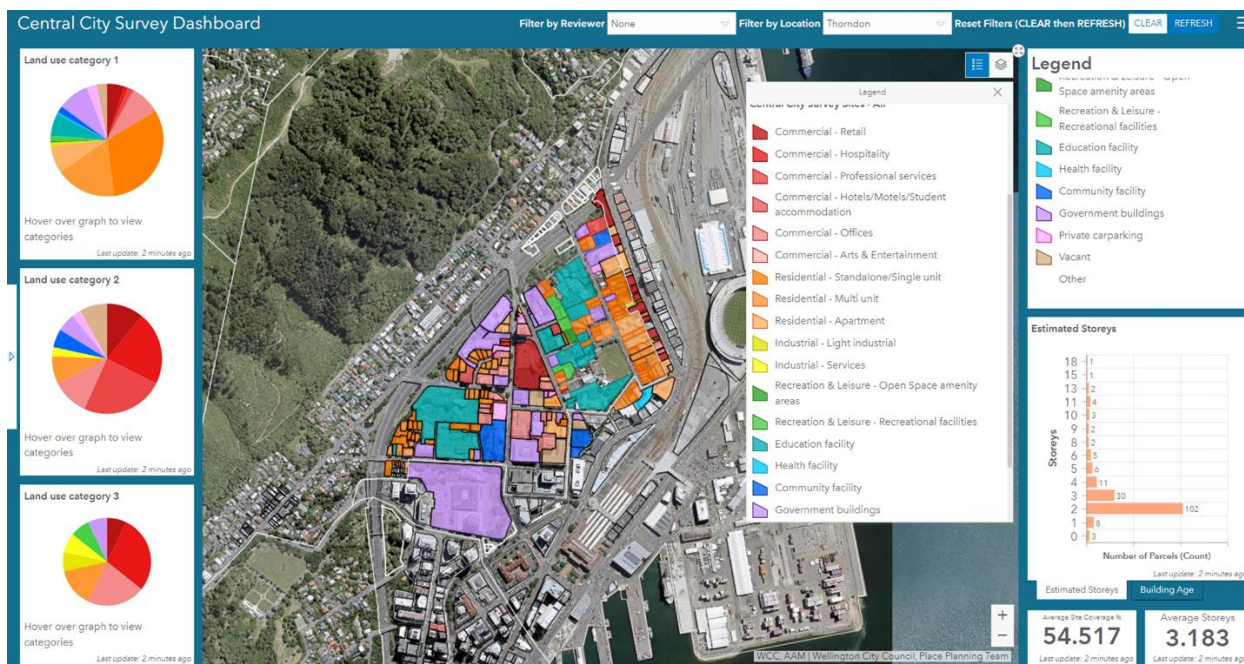 Central City Survey Dashboard
Filter by Reviewer
None
Filter by Location
Thorndon
Reset Filters (CLEAR then REFRESH)
CLEAR
REFRESH
Land use category 1
Hover over graph to view
categories
Last update: 2 minutes ago
Land use category 2
Hover over graph to view
categories
Last update: 2 minutes ago
Land use category 3
Hover over graph to view
categories
Last update: 2 minutes ago
Legend
Central City Survey Sites - All
Commercial - Retail
Commercial - Hospitality
Commercial - Professional services
Commercial - Hotels/Motels/Student
accommodation
Commercial - Offices
Commercial - Arts & Entertainment
Residential - Standalone/Single unit
Residential - Multi unit
Residential - Apartment
Industrial - Light industrial
Industrial - Services
Recreation & Leisure - Open Space amenity
areas
Recreation & Leisure - Recreational facilities
Education facility
Health facility
Community facility
Government buildings
+
−
WCC, AAM | Wellington City Council, Place Planning Team
Legend
Recreation & Leisure - Open
Space amenity areas
Recreation & Leisure -
Recreational facilities
Education facility
Health facility
Community facility
Government buildings
Private carparking
Vacant
Other
Estimated Storeys
Storeys
18 1
15 1
13 2
11 4
10 3
9 2
8 2
6 5
5 6
4 11
3 30
2 102
1 8
0 3
Number of Parcels (Count)
Last update: 2 minutes ago
Estimated Storeys
Building Age
Average Site Coverage %
54.517
Last update: 2 minutes ago
Average Storeys
3.183
Last update: 2 minutes ago